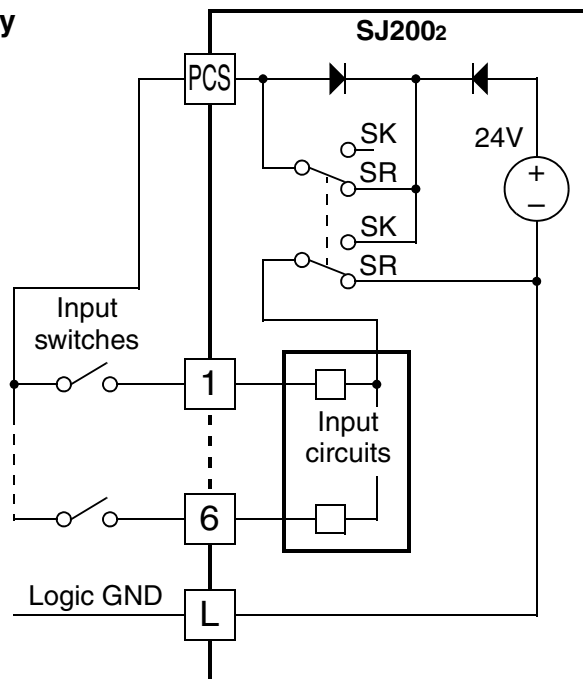 y
SJ2002
PCS
SK
24V
SR
+
–
SK
SR
Input
switches
1
Input
circuits
6
Logic GND
L